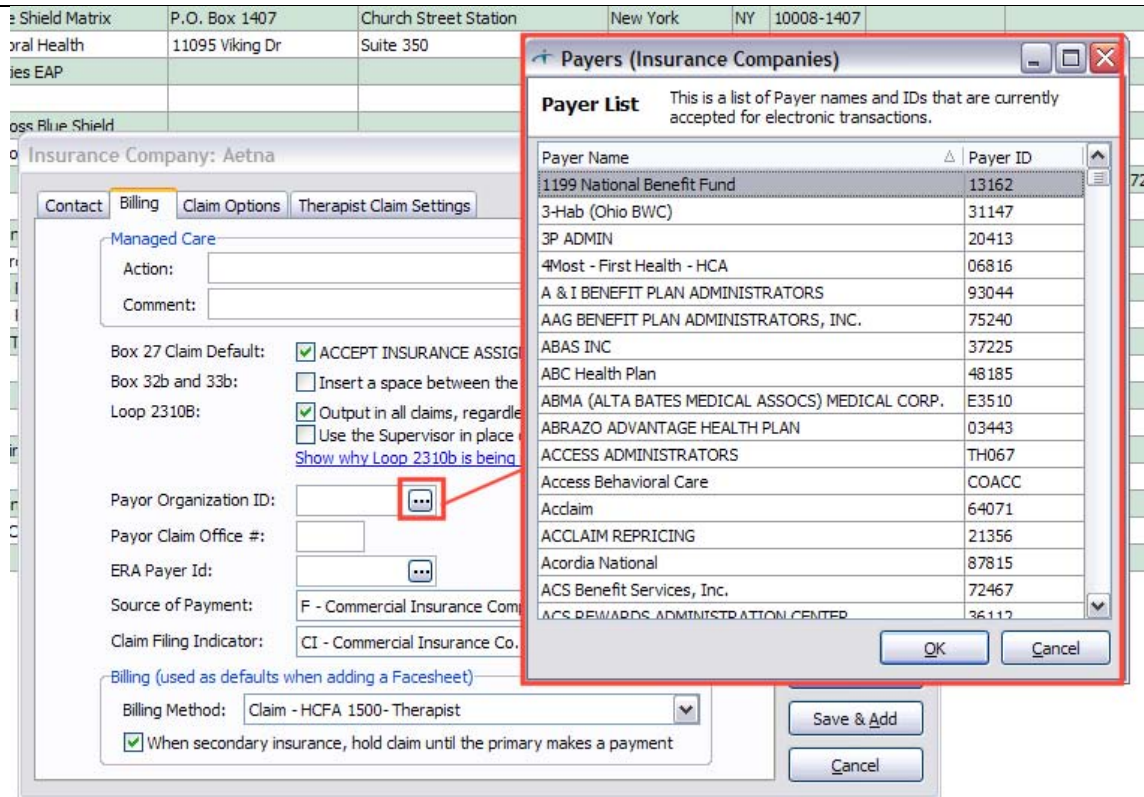 e Shield Matrix P.O. Box 1407 Church Street Station New York NY 10008-1407
oral Health 11095 Viking Dr Suite 350
ies EAP
oss Blue Shield
Insurance Company: Aetna
Contact Billing Claim Options Therapist Claim Settings
Managed Care
Action:
Comment:
Box 27 Claim Default: ACCEPT INSURANCE ASSIG
Box 32b and 33b: Insert a space between the
Loop 2310B: Output in all claims, regardle
Use the Supervisor in place
Show why Loop 2310b is being
Payor Organization ID: ...
Payor Claim Office #:
ERA Payer Id: ...
Source of Payment: F - Commercial Insurance Comp
Claim Filing Indicator: CI - Commercial Insurance Co.
Billing (used as defaults when adding a Facesheet)
Billing Method: Claim - HCFA 1500- Therapist
When secondary insurance, hold claim until the primary makes a payment
Save & Add
Cancel
Payers (Insurance Companies)
Payer List This is a list of Payer names and IDs that are currently
accepted for electronic transactions.
Payer Name Payer ID
1199 National Benefit Fund 13162
3-Hab (Ohio BWC) 31147
3P ADMIN 20413
4Most - First Health - HCA 06816
A & I BENEFIT PLAN ADMINISTRATORS 93044
AAG BENEFIT PLAN ADMINISTRATORS, INC. 75240
ABAS INC 37225
ABC Health Plan 48185
ABMA (ALTA BATES MEDICAL ASSOCS) MEDICAL CORP. E3510
ABRAZO ADVANTAGE HEALTH PLAN 03443
ACCESS ADMINISTRATORS TH067
Access Behavioral Care COACC
Acclaim 64071
ACCLAIM REPRICING 21356
Acordia National 87815
ACS Benefit Services, Inc. 72467
ACS REWARDS ADMINISTRATION CENTER 36112
OK Cancel
72